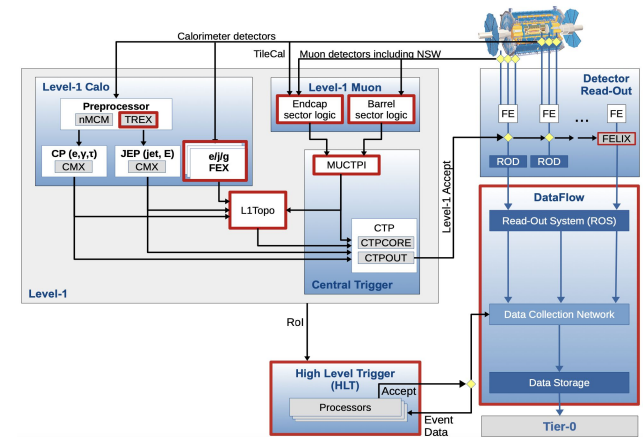 Calorimeter detectors
TileCal
Muon detectors including NSW
Level-1 Calo
Preprocessor
nMCM
TREX
CP (e,γ,τ)
CMX
JEP (jet, E)
CMX
e/j/g
FEX
Level-1 Muon
Endcap
sector logic
Barrel
sector logic
MUCTPI
L1Topo
CTP
CTPCORE
CTPOUT
Central Trigger
Level-1
Level-1 Accept
Detector
Read-Out
FE
FE
...
FE
FELIX
ROD
ROD
DataFlow
Read-Out System (ROS)
Data Collection Network
Data Storage
Tier-0
RoI
High Level Trigger
(HLT)
Accept
Processors
Event
Data